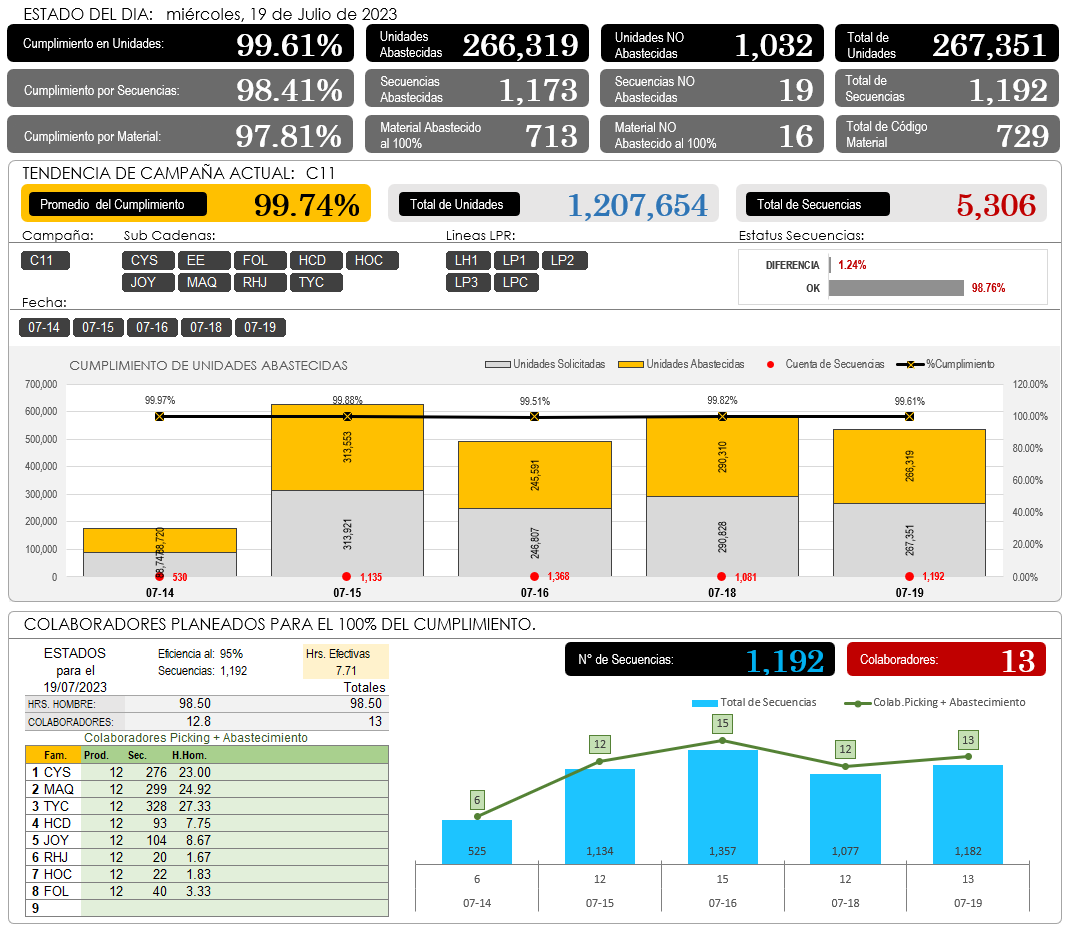 ESTADO DEL DIA: miércoles, 19 de Julio de 2023
Cumplimiento en Unidades: 99.61%
Unidades Abastecidas 266,319
Unidades NO Abastecidas 1,032
Total de Unidades 267,351
Cumplimiento por Secuencias: 98.41%
Secuencias Abastecidas 1,173
Secuencias NO Abastecidas 19
Total de Secuencias 1,192
Cumplimiento por Material: 97.81%
Material Abastecido al 100% 713
Material NO Abastecido al 100% 16
Total de Código Material 729
TENDENCIA DE CAMPAÑA ACTUAL: C11
Promedio del Cumplimiento 99.74%
Total de Unidades 1,207,654
Total de Secuencias 5,306
Campaña: Sub Cadenas: Lineas LPR: Estatus Secuencias:
C11 CYS EE FOL HCD HOC LH1 LP1 LP2
JOY MAQ RHJ TYC LP3 LPC
DIFERENCIA 1.24%
OK 98.76%
Fecha:
07-14 07-15 07-16 07-18 07-19
CUMPLIMIENTO DE UNIDADES ABASTECIDAS
Unidades Solicitadas Unidades Abastecidas Cuenta de Secuencias %Cumplimiento
700,000 120.00%
600,000 100.00%
500,000 80.00%
400,000 60.00%
300,000
200,000 40.00%
100,000 20.00%
0 0.00%
99.97% 99.88% 99.51% 99.82% 99.61%
88,720 313,553 245,591 290,310 266,319
88,747 313,921 246,807 290,828 267,351
530 1,135 1,368 1,081 1,192
07-14 07-15 07-16 07-18 07-19
COLABORADORES PLANEADOS PARA EL 100% DEL CUMPLIMIENTO.
ESTADOS para el 19/07/2023
Eficiencia al: 95%
Secuencias: 1,192
Hrs. Efectivas
7.71
Totales
HRS. HOMBRE: 98.50 98.50
COLABORADORES: 12.8 13
Colaboradores Picking + Abastecimiento
Fam. Prod. Sec. H.Hom.
1 CYS 12 276 23.00
2 MAQ 12 299 24.92
3 TYC 12 328 27.33
4 HCD 12 93 7.75
5 JOY 12 104 8.67
6 RHJ 12 20 1.67
7 HOC 12 22 1.83
8 FOL 12 40 3.33
9
N° de Secuencias: 1,192
Colaboradores: 13
Total de Secuencias Colab.Picking + Abastecimiento
6 12 15 12 13
525 1,134 1,357 1,077 1,182
6 12 15 12 13
07-14 07-15 07-16 07-18 07-19